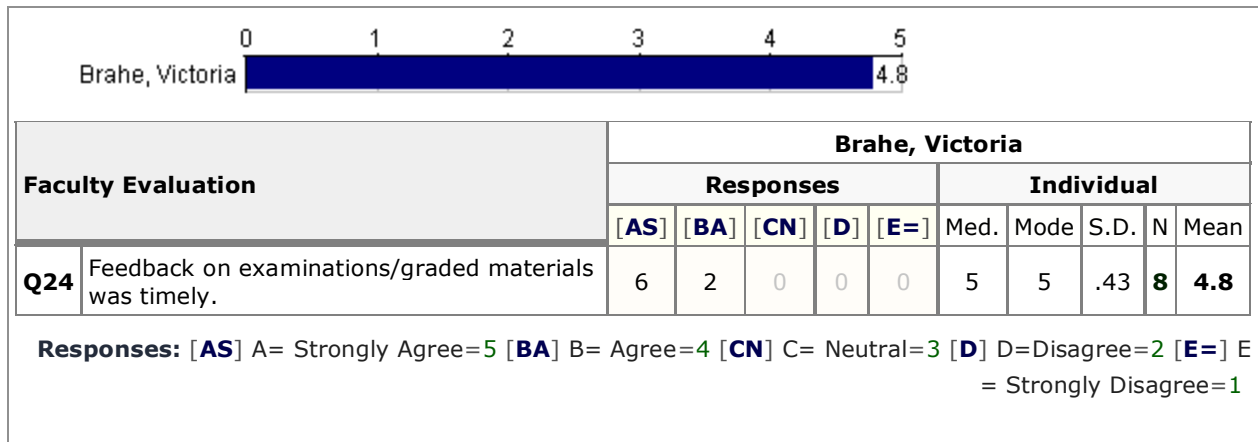 0 1 2 3 4 5
Brahe, Victoria 4.8
Brahe, Victoria
Faculty Evaluation Responses Individual
[AS] [BA] [CN] [D] [E=] Med. Mode S.D. N Mean
Q24 Feedback on examinations/graded materials was timely. 6 2 0 0 0 5 5 .43 8 4.8
Responses: [AS] A= Strongly Agree=5 [BA] B= Agree=4 [CN] C= Neutral=3 [D] D=Disagree=2 [E=] E
= Strongly Disagree=1